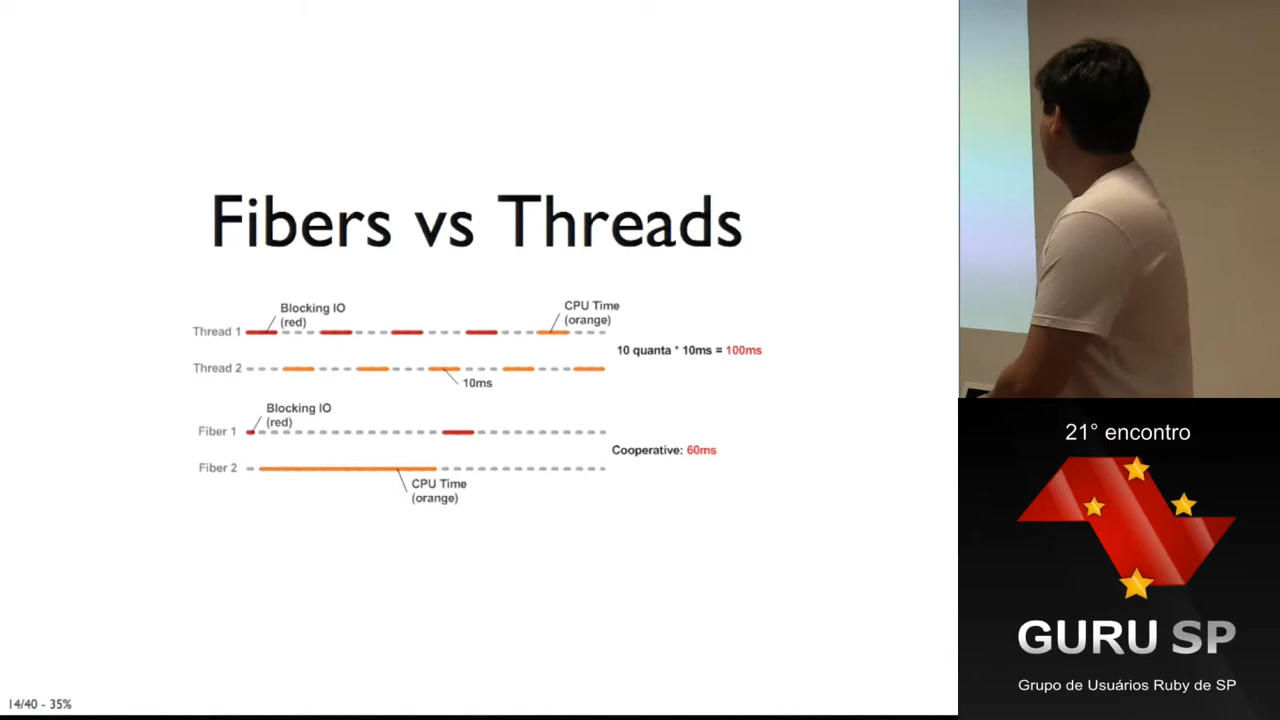 Fibers vs Threads
Blocking IO
(red)
CPU Time
(orange)
Thread 1
10 quanta * 10ms = 100ms
Thread 2
10ms
Blocking IO
(red)
Fiber 1
Cooperative: 60ms
Fiber 2
CPU Time
(orange)
14/40 - 35%
21° encontro
GURU SP
Grupo de Usuários Ruby de SP